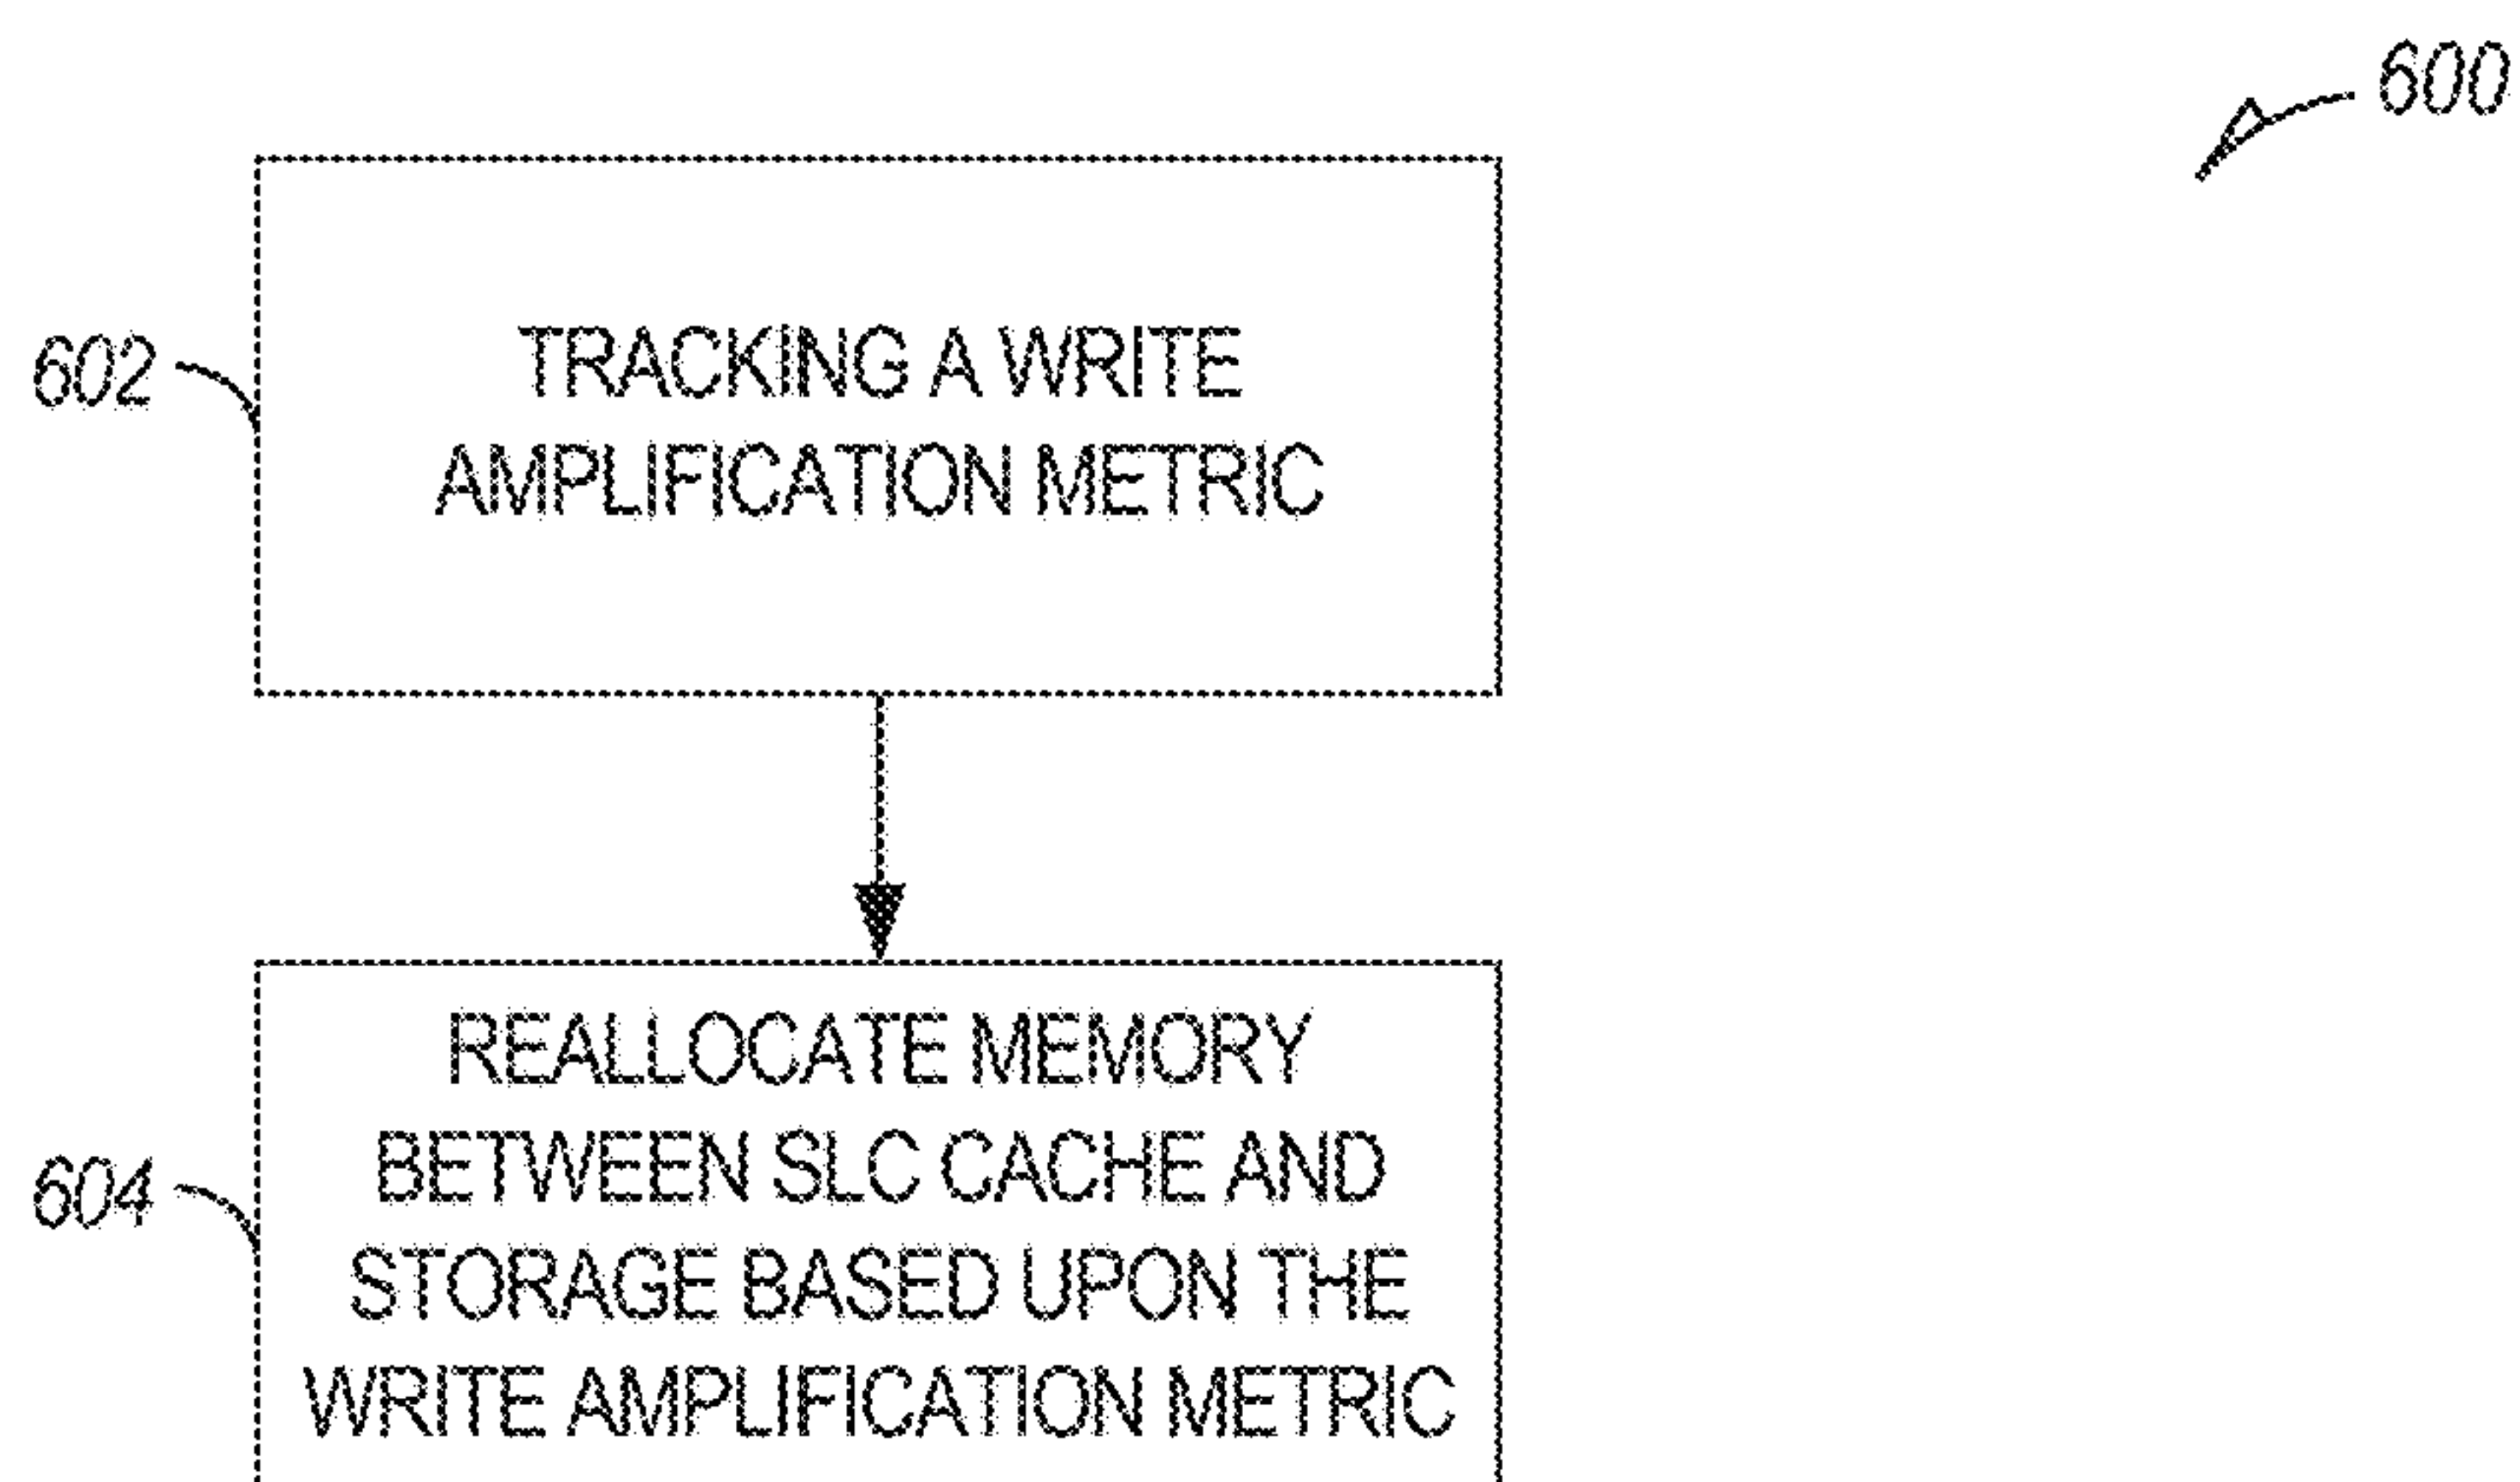 600
602
TRACKING A WRITE
AMPLIFICATION METRIC
604
REALLOCATE MEMORY
BETWEEN SLC CACHE AND
STORAGE BASED UPON THE
WRITE AMPLIFICATION METRIC